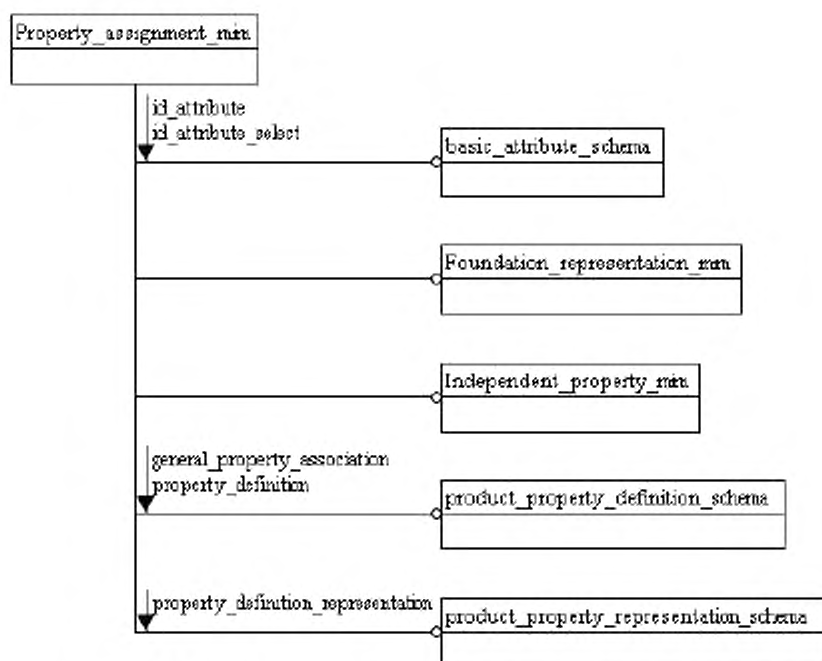 Property_assignment_mim
id_attribute
id_attribute_select
basic_attribute_schema
Foundation_representation_mim
Independent_property_mim
general_property_association
property_definition
product_property_definition_schema
property_definition_representation
product_property_representation_schema